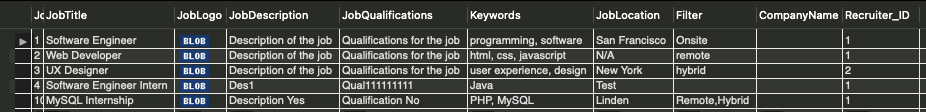 Jc JobTitle JobLogo JobDescription JobQualifications Keywords JobLocation Filter CompanyName Recruiter_ID
1 Software Engineer BLOB Description of the job Qualifications for the job programming, software San Francisco Onsite 1
2 Web Developer BLOB Description of the job Qualifications for the job html, css, javascript N/A remote 1
3 UX Designer BLOB Description of the job Qualifications for the job user experience, design New York hybrid 2
4 Software Engineer Intern BLOB Des1 Qual111111111 Java Test 1
10 MySQL Internship BLOB Description Yes Qualification No PHP, MySQL Linden Remote,Hybrid 1